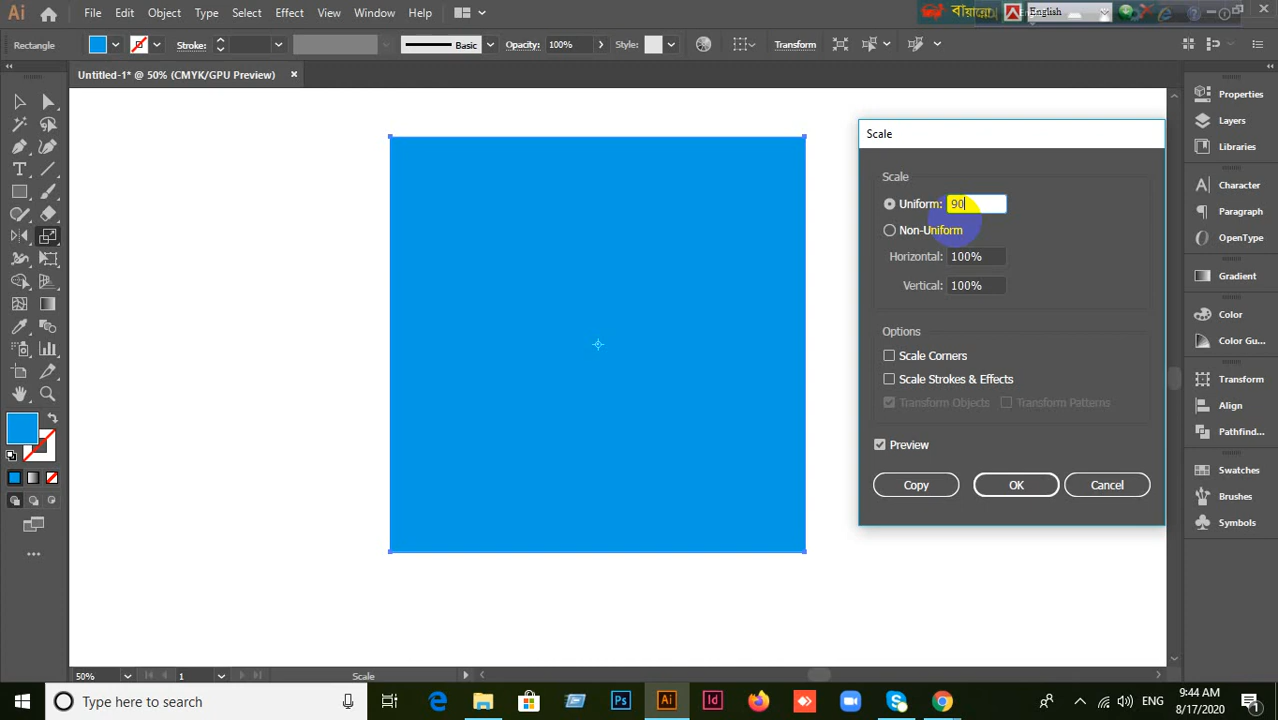 Ai File Edit Object Type Select Effect View Window Help বায়ান্নো English
Rectangle Stroke: Basic Opacity: 100% Style: Transform
Untitled-1* @ 50% (CMYK/GPU Preview)
Scale
Scale
Uniform: 90
Non-Uniform
Horizontal: 100%
Vertical: 100%
Options
Scale Corners
Scale Strokes & Effects
Transform Objects Transform Patterns
Preview
Copy OK Cancel
Properties
Layers
Libraries
Character
Paragraph
OpenType
Gradient
Color
Color Gu...
Transform
Align
Pathfind...
Swatches
Brushes
Symbols
50% 1 Scale
Type here to search Ps Ai Id ENG 9:44 AM
8/17/2020 1